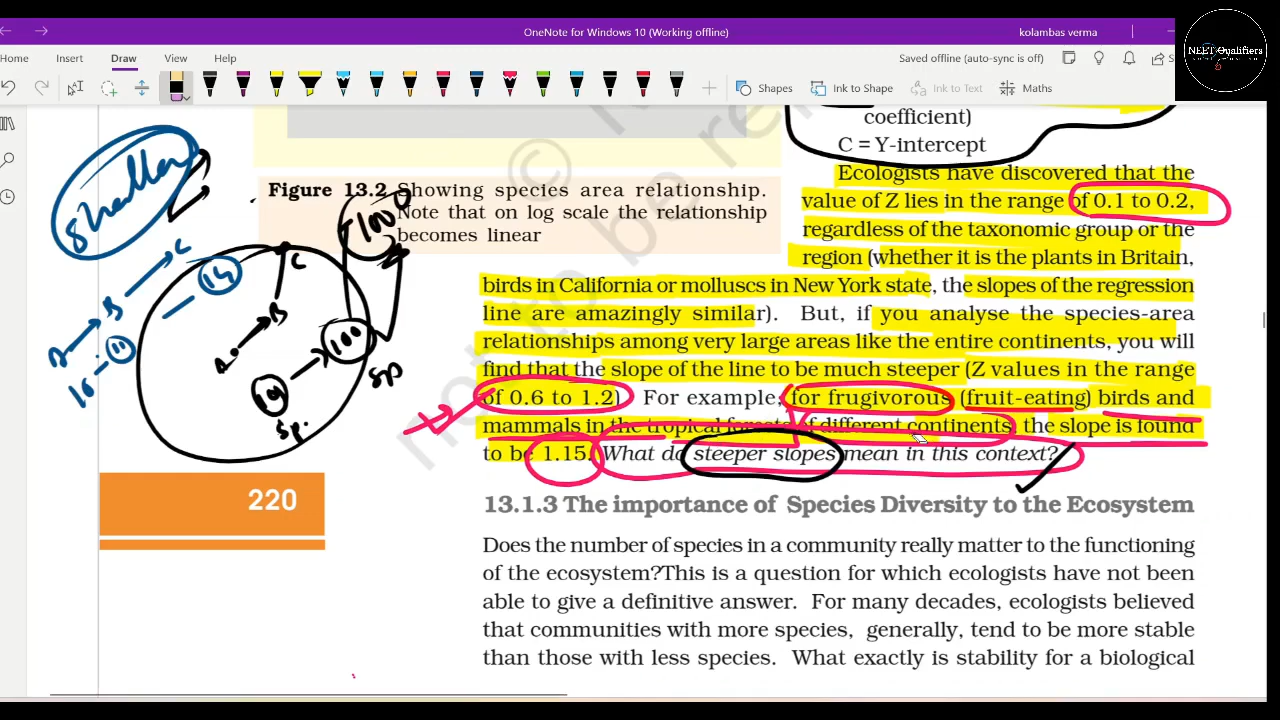 OneNote for Windows 10 (Working offline)
kolambas verma
Home Insert Draw View Help
Saved offline (auto-sync is off)
NEET Qualifiers
Shapes Ink to Shape Ink to Text Maths
coefficient)
C = Y-intercept
Figure 13.2 Showing species area relationship.
Note that on log scale the relationship
becomes linear
Ecologists have discovered that the
value of Z lies in the range of 0.1 to 0.2,
regardless of the taxonomic group or the
region (whether it is the plants in Britain,
birds in California or molluscs in New York state, the slopes of the regression
line are amazingly similar). But, if you analyse the species-area
relationships among very large areas like the entire continents, you will
find that the slope of the line to be much steeper (Z values in the range
of 0.6 to 1.2). For example, for frugivorous (fruit-eating) birds and
mammals in the tropical forests of different continents, the slope is found
to be 1.15. What do steeper slopes mean in this context?
13.1.3 The importance of Species Diversity to the Ecosystem
Does the number of species in a community really matter to the functioning
of the ecosystem?This is a question for which ecologists have not been
able to give a definitive answer. For many decades, ecologists believed
that communities with more species, generally, tend to be more stable
than those with less species. What exactly is stability for a biological
220
C
B
A
100
sp
10
sp.